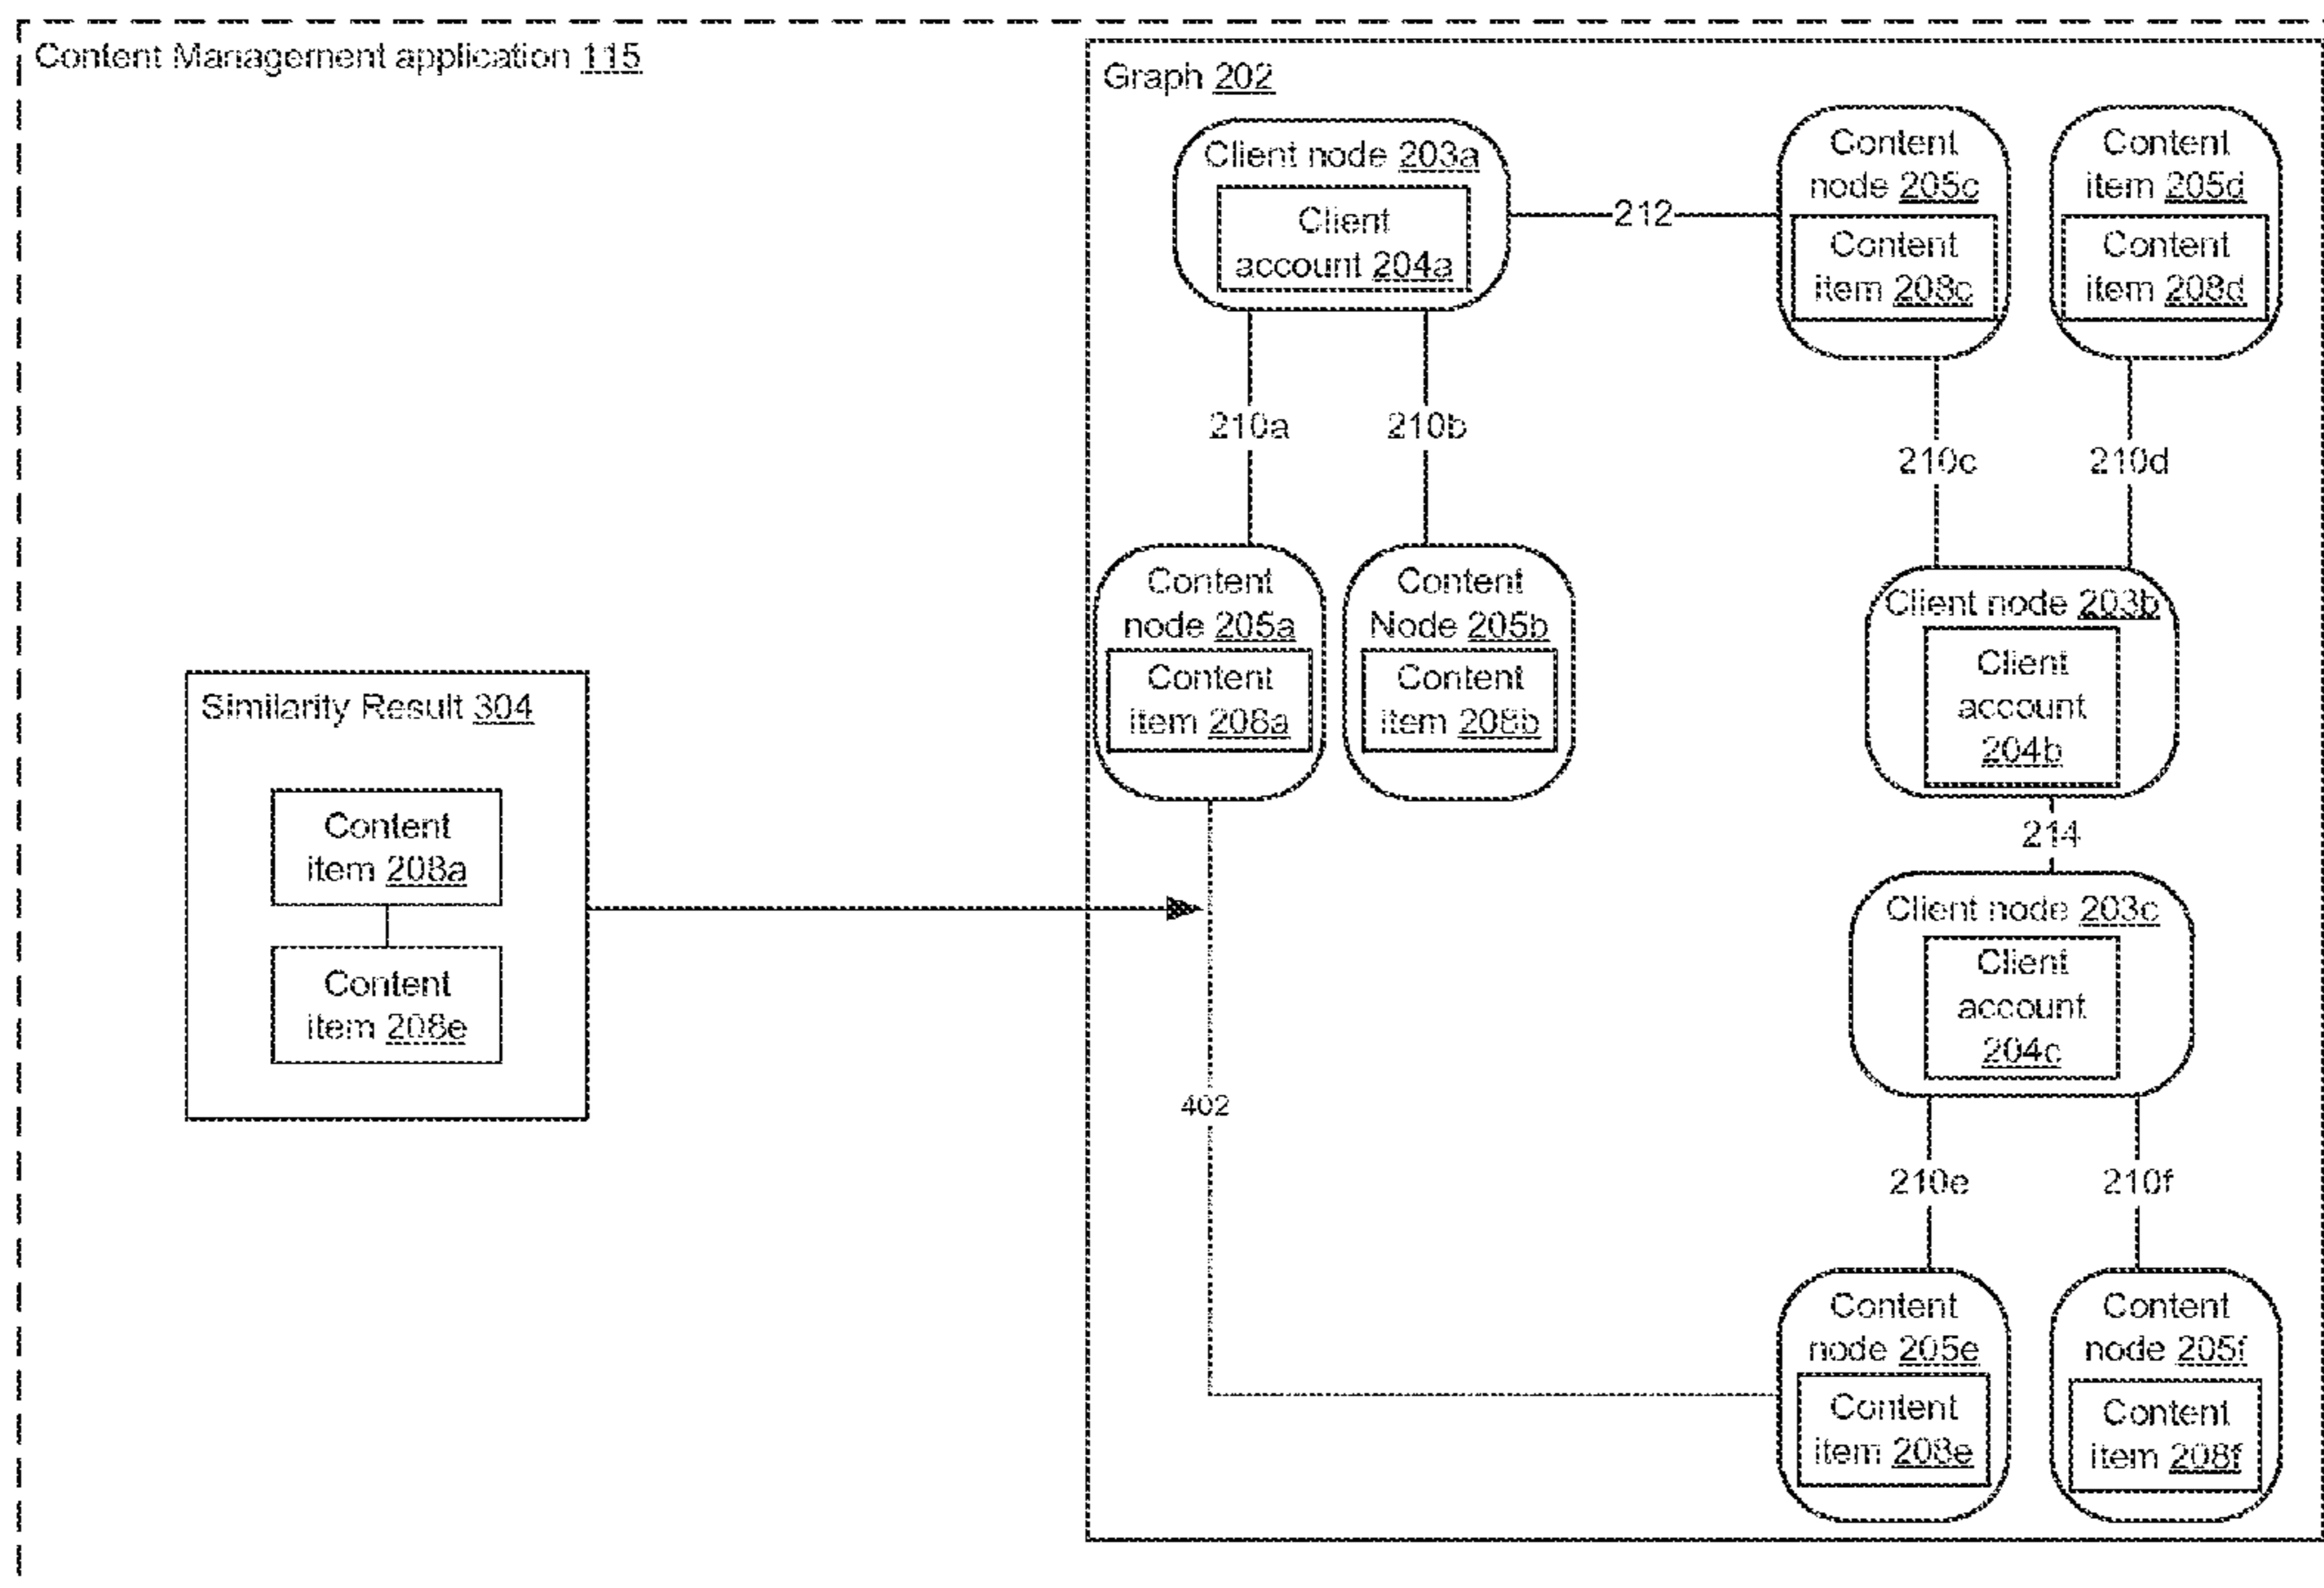 Content Management application 115
Graph 202
Client node 203a
Client
account 204a
212
Content
node 205c
Content
item 208c
Content
item 205d
Content
item 208d
210a
210b
210c
210d
Content
node 205a
Content
item 208a
Content
Node 205b
Content
item 208b
Client node 203b
Client
account
204b
214
Similarity Result 304
Content
item 208a
Content
item 208e
Client node 203c
Client
account
204c
402
210e
210f
Content
node 205e
Content
item 208e
Content
node 205f
Content
item 208f